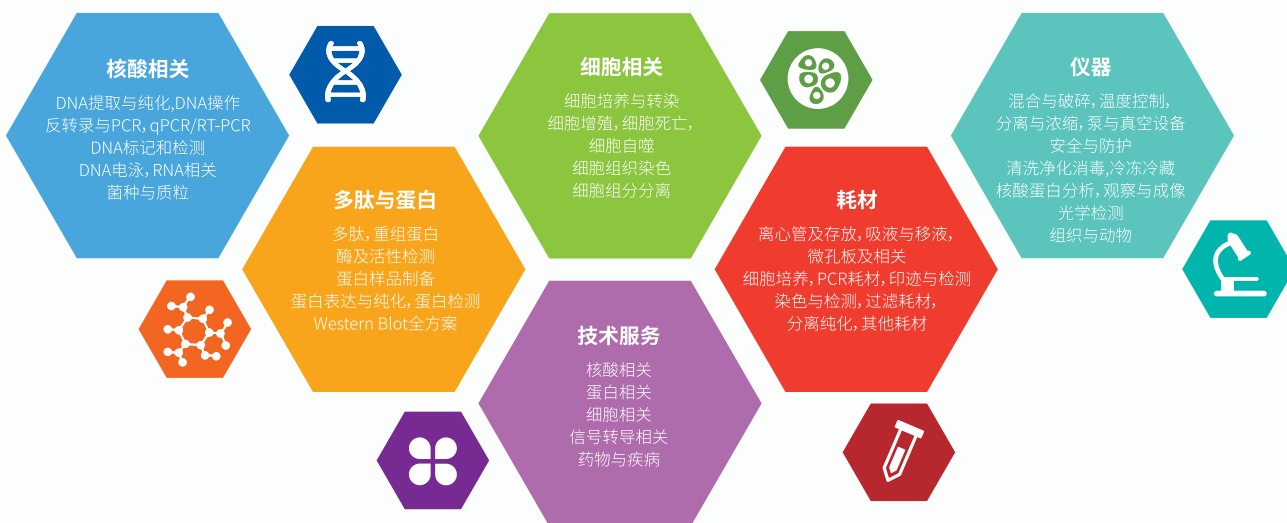 核酸相关
DNA提取与纯化,DNA操作
反转录与PCR, qPCR/RT-PCR
DNA标记和检测
DNA电泳, RNA相关
菌种与质粒
多肽与蛋白
多肽, 重组蛋白
酶及活性检测
蛋白样品制备
蛋白表达与纯化, 蛋白检测
Western Blot全方案
细胞相关
细胞培养与转染
细胞增殖, 细胞死亡,
细胞自噬
细胞组织染色
细胞组分分离
技术服务
核酸相关
蛋白相关
细胞相关
信号转导相关
药物与疾病
耗材
离心管及存放, 吸液与移液,
微孔板及相关
细胞培养, PCR耗材, 印迹与检测
染色与检测, 过滤耗材,
分离纯化, 其他耗材
仪器
混合与破碎, 温度控制,
分离与浓缩, 泵与真空设备
安全与防护
清洗净化消毒,冷冻冷藏
核酸蛋白分析, 观察与成像
光学检测
组织与动物